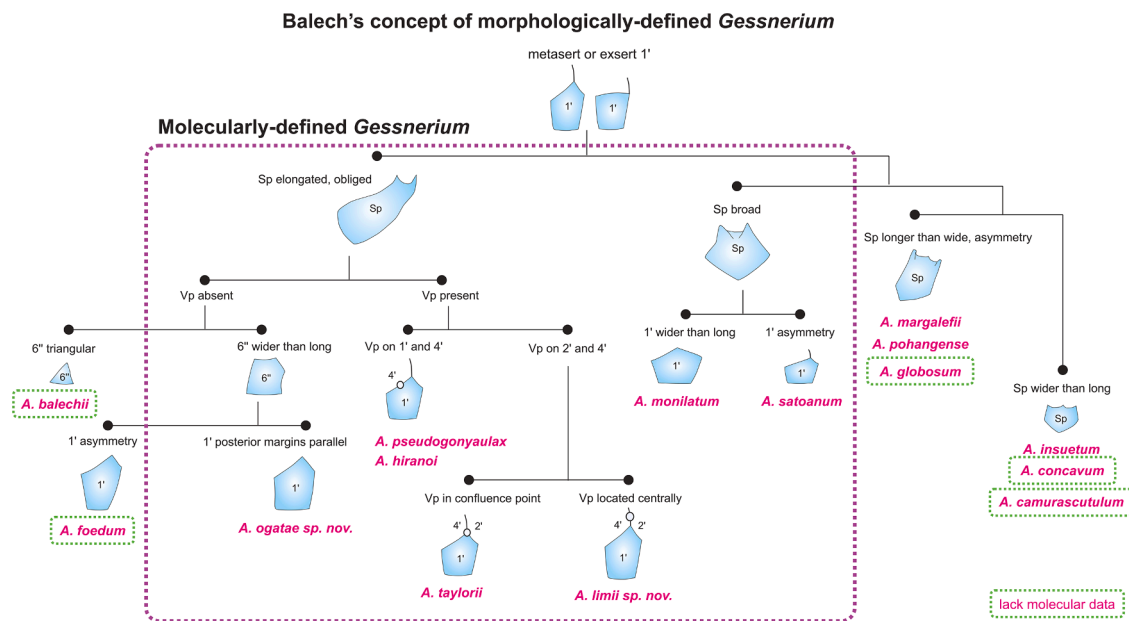 Balech’s concept of morphologically-defined Gessnerium
metasert or exsert 1'
1'
1'
Molecularly-defined Gessnerium
Sp elongated, obliged
Sp
Sp broad
Sp
Sp longer than wide, asymmetry
Sp
A. margalefii
A. pohangense
A. globosum
Sp wider than long
Sp
A. insuetum
A. concavum
A. camurascutulum
Vp absent
Vp present
6'' triangular
6''
A. balechii
6'' wider than long
6''
Vp on 1' and 4'
4'
1'
A. pseudogonyaulax
A. hiranoi
Vp on 2' and 4'
1' wider than long
1'
A. monilatum
1' asymmetry
1'
A. satoanum
1' asymmetry
1'
A. foedum
1' posterior margins parallel
1'
A. ogatae sp. nov.
Vp in confluence point
4' 2'
1'
A. taylorii
Vp located centrally
4' 2'
1'
A. limii sp. nov.
lack molecular data